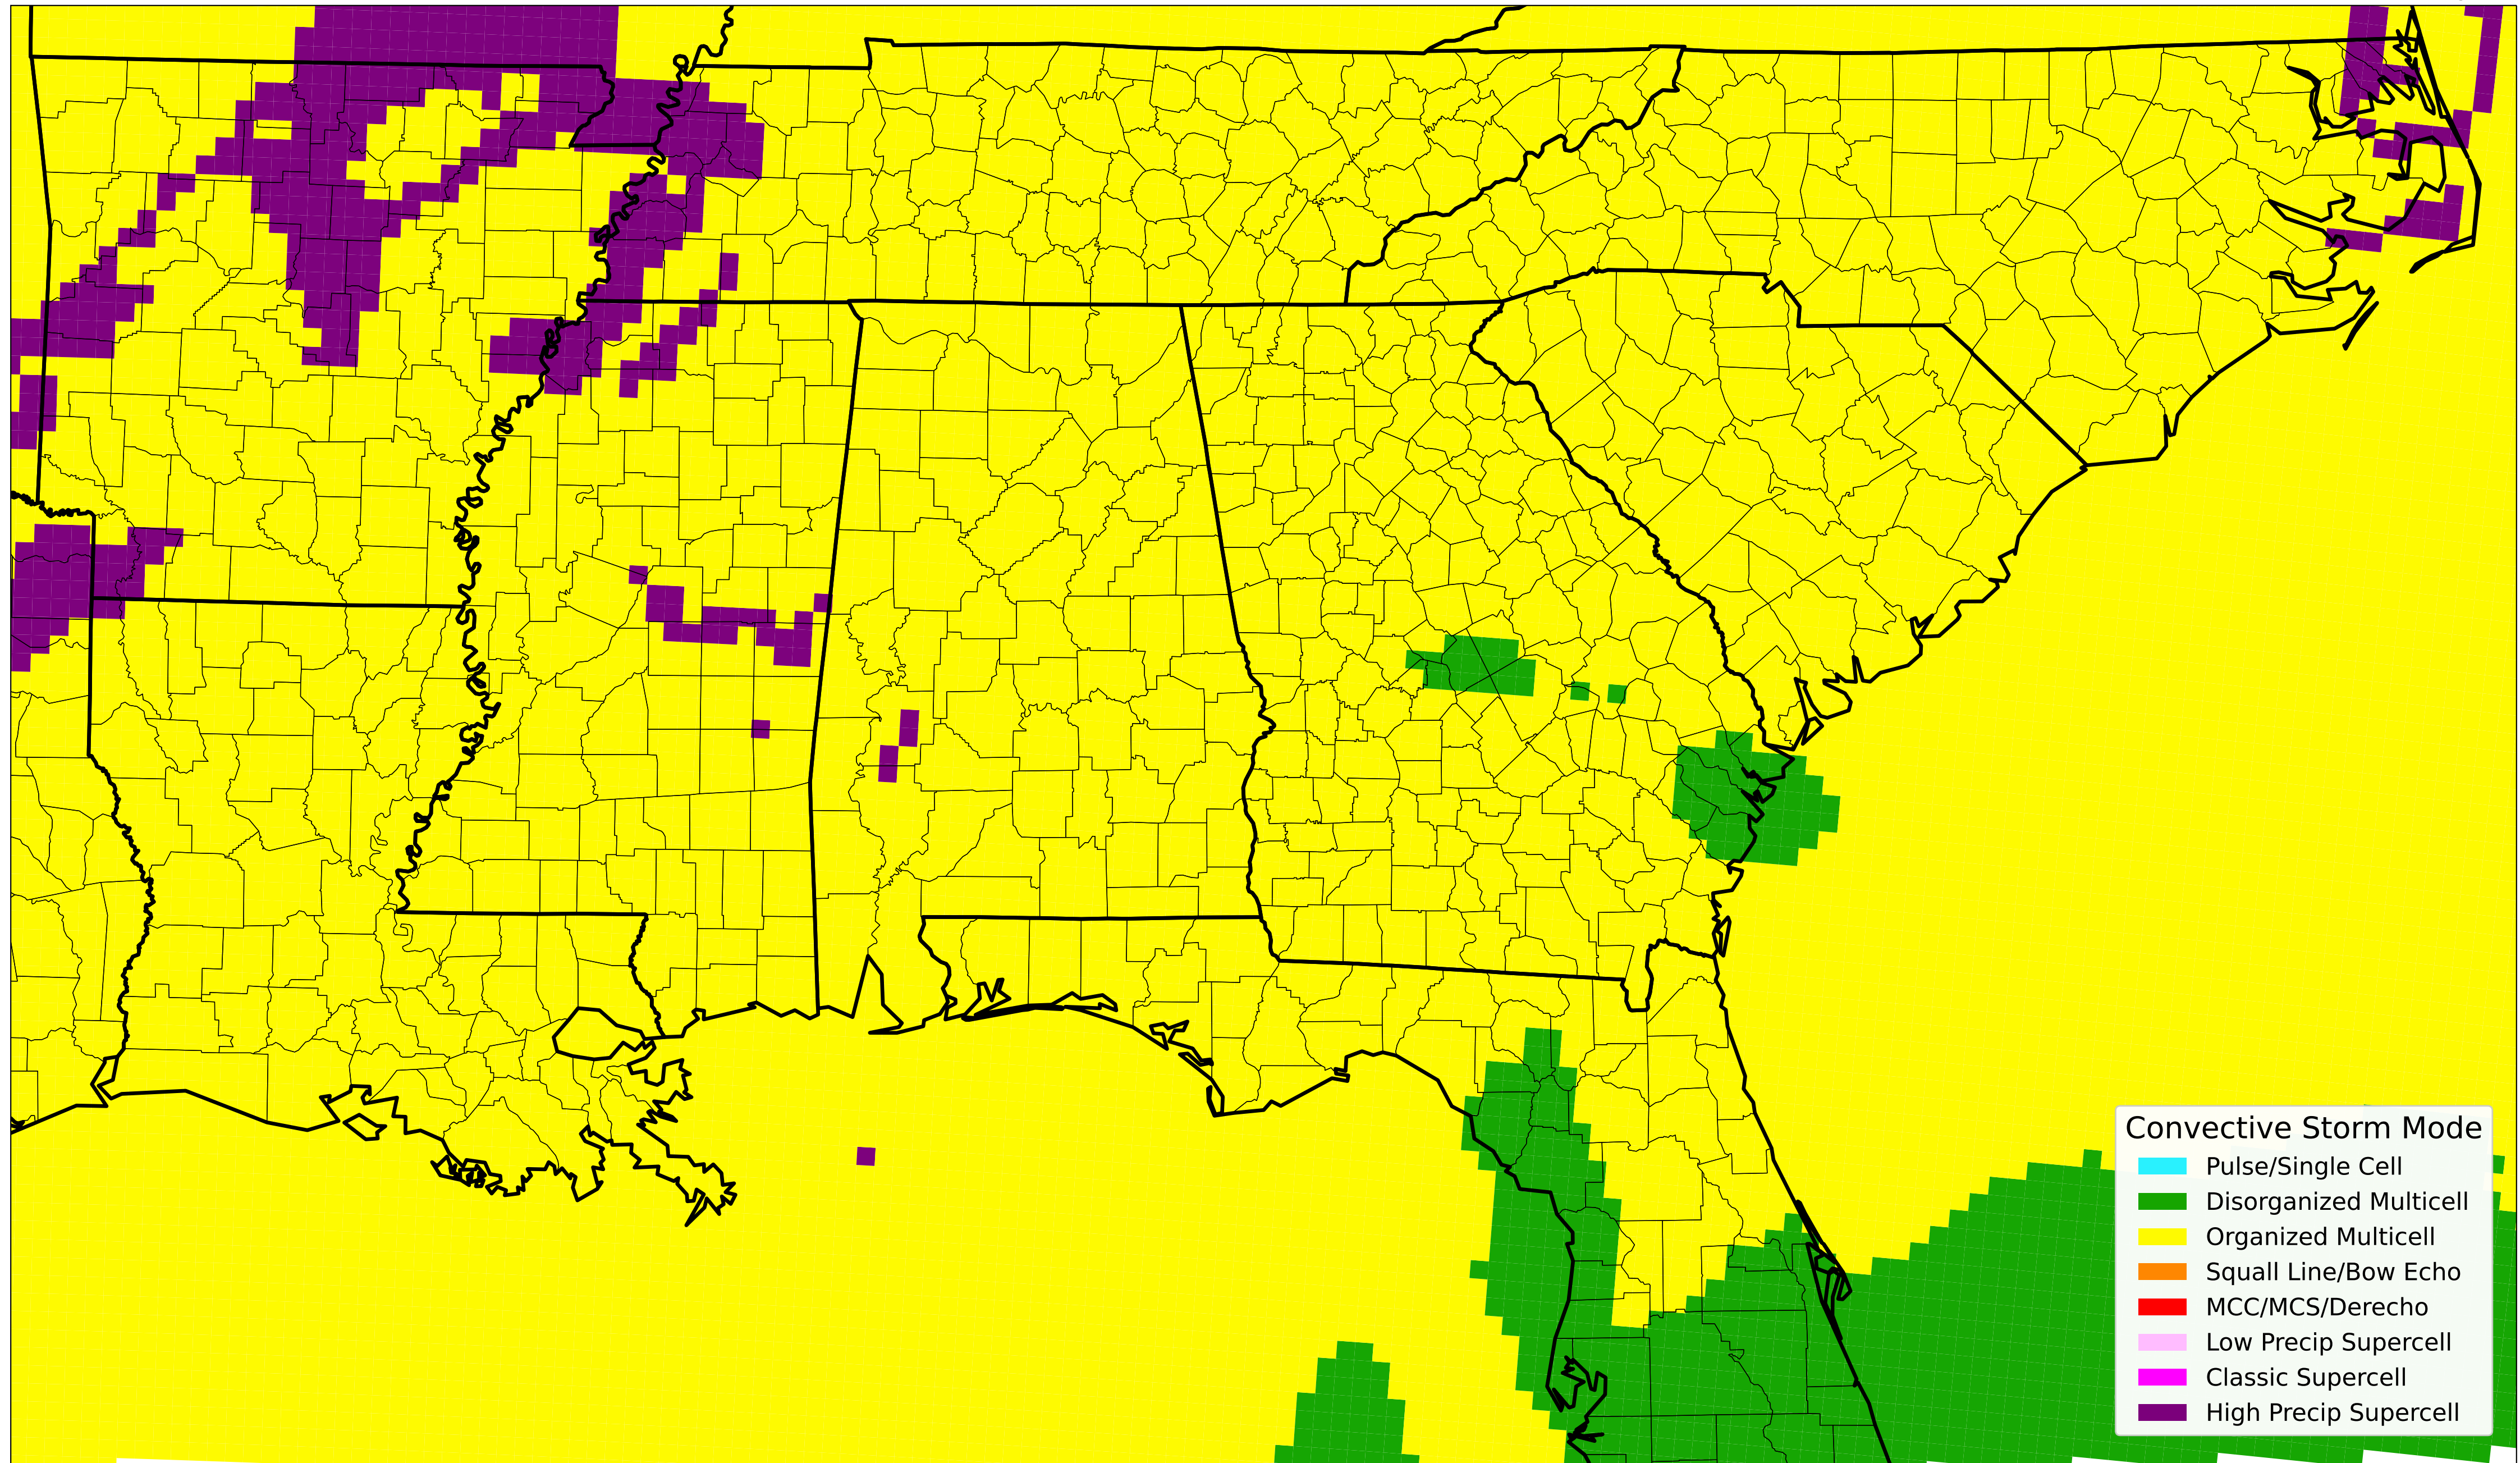 Convective Storm Mode
Pulse/Single Cell
Disorganized Multicell
Organized Multicell
Squall Line/Bow Echo
MCC/MCS/Derecho
Low Precip Supercell
Classic Supercell
High Precip Supercell